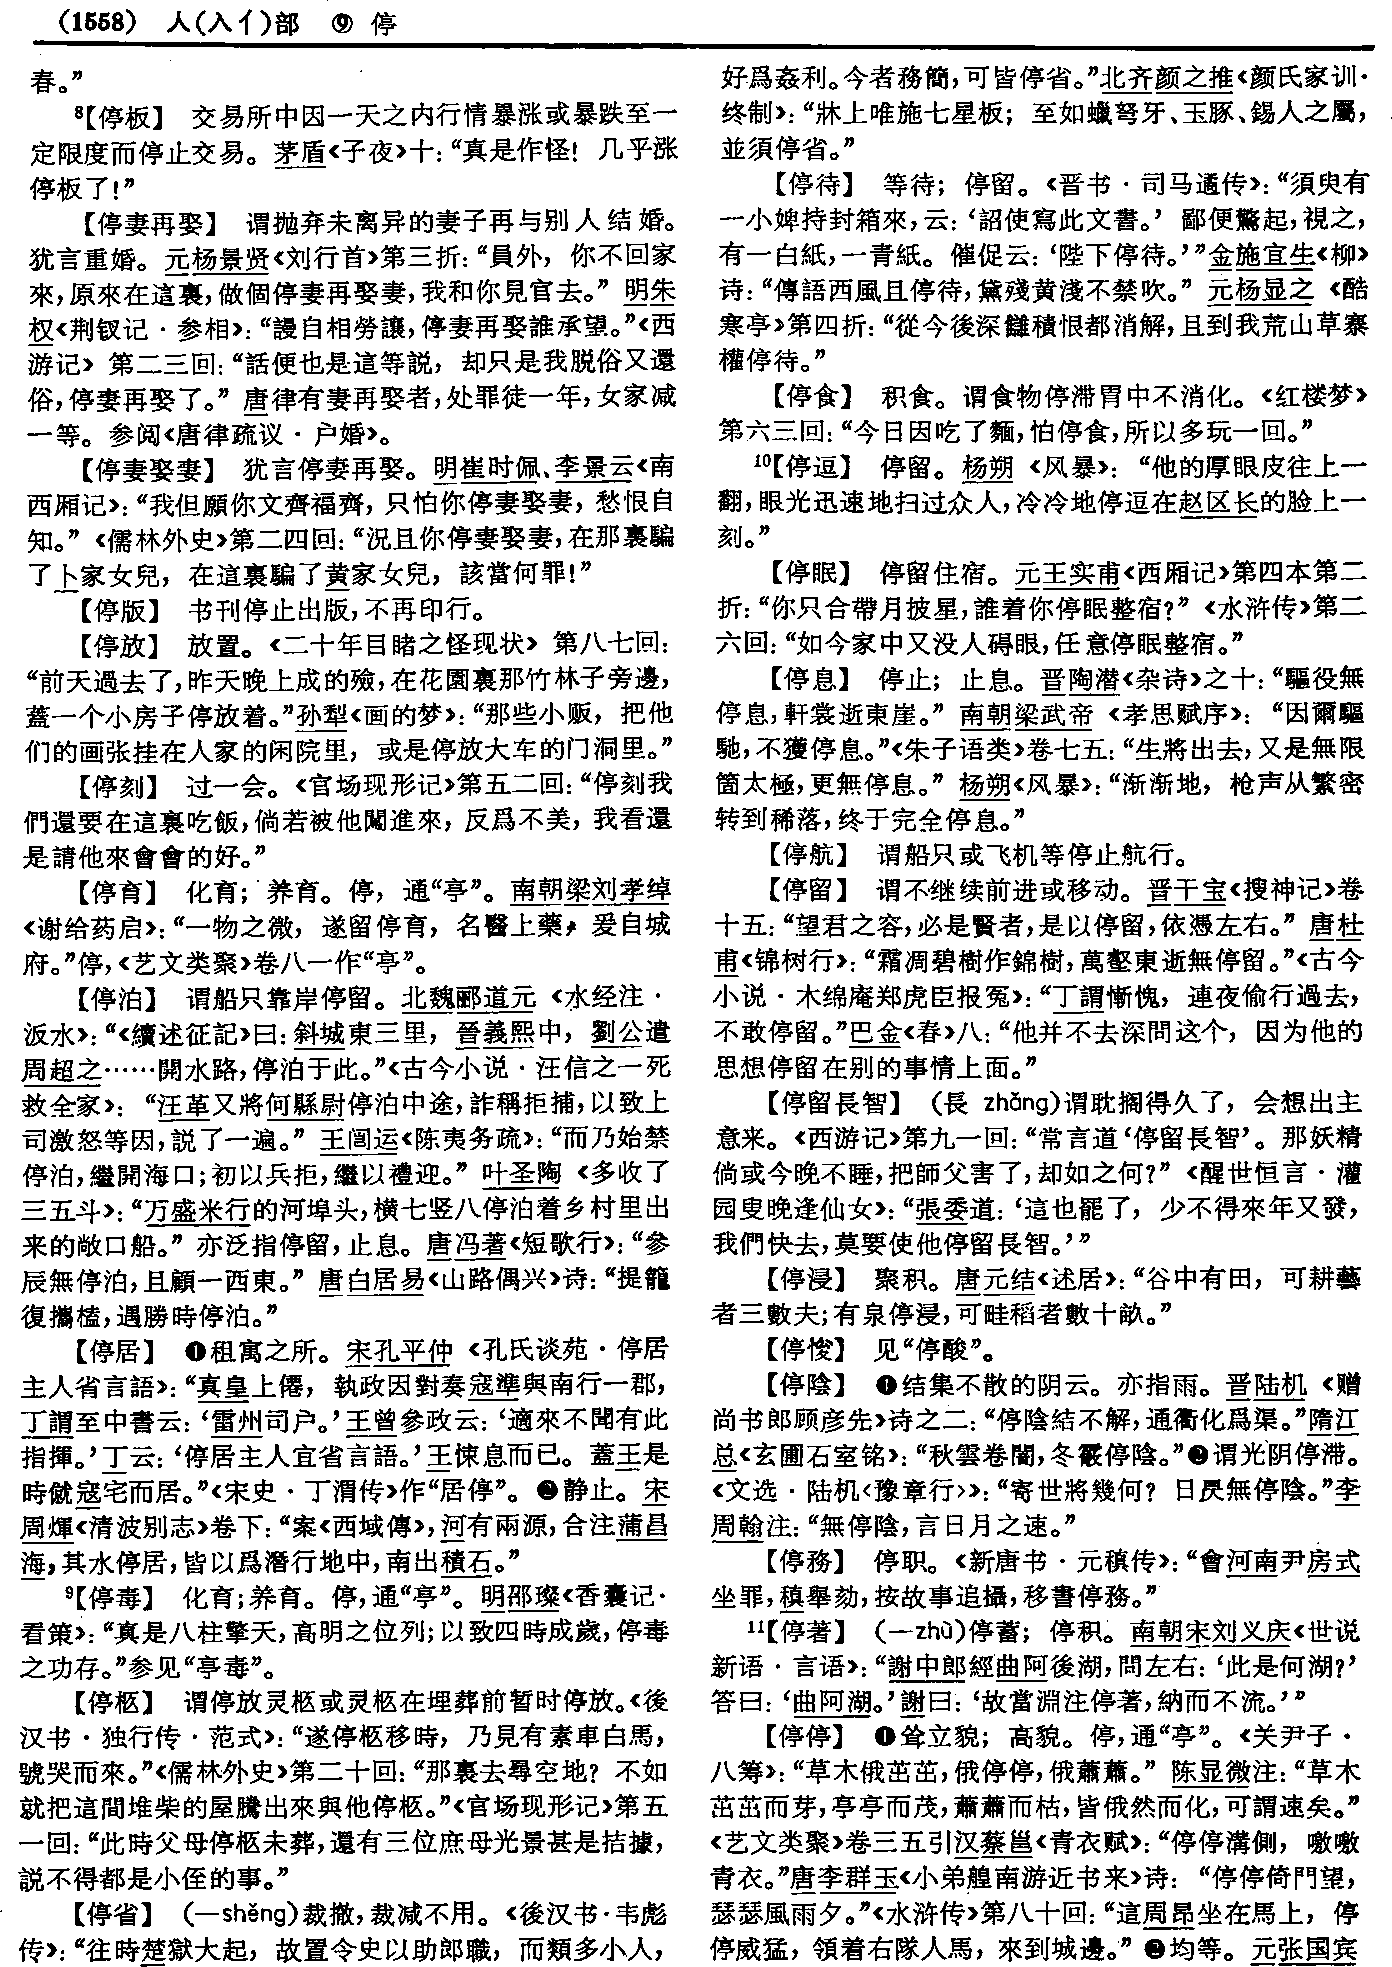 （1558） 人（入亻）部 ⑨ 停
春。”
⁸【停板】 交易所中因一天之内行情暴涨或暴跌至一
定限度而停止交易。茅盾《子夜》十：“真是作怪！几乎涨
停板了！”
【停妻再娶】 谓抛弃未离异的妻子再与别人结婚。
犹言重婚。元杨景贤《刘行首》第三折：“員外，你不回家
來，原來在這裏，做個停妻再娶妻，我和你見官去。”明朱
权《荆钗记·参相》：“謾自相勞讓，停妻再娶誰承望。”《西
游记》第二三回：“話便也是這等説，却只是我脱俗又還
俗，停妻再娶了。”唐律有妻再娶者，处罪徒一年，女家减
一等。参阅《唐律疏议·户婚》。
【停妻娶妻】 犹言停妻再娶。明崔时佩、李景云《南
西厢记》：“我但願你文齊福齊，只怕你停妻娶妻，愁恨自
知。”《儒林外史》第二四回：“況且你停妻娶妻，在那裏騙
了卜家女兒，在這裏騙了黄家女兒，該當何罪！”
【停版】 书刊停止出版，不再印行。
【停放】 放置。《二十年目睹之怪现状》第八七回：
“前天過去了，昨天晚上成的殮，在花園裏那竹林子旁邊，
蓋一个小房子停放着。”孙犁《画的梦》：“那些小贩，把他
们的画张挂在人家的闲院里，或是停放大车的门洞里。”
【停刻】 过一会。《官场现形记》第五二回：“停刻我
們還要在這裏吃飯，倘若被他闖進來，反爲不美，我看還
是請他來會會的好。”
【停育】 化育；养育。停，通“亭”。南朝梁刘孝绰
《谢给药启》：“一物之微，遂留停育，名醫上藥，爰自城
府。”停，《艺文类聚》卷八一作“亭”。
【停泊】 谓船只靠岸停留。北魏郦道元《水经注·
汳水》：“《續述征記》曰：斜城東三里，晉義熙中，劉公遣
周超之……開水路，停泊于此。”《古今小说·汪信之一死
救全家》：“汪革又將何縣尉停泊中途，詐稱拒捕，以致上
司激怒等因，説了一遍。”王闿运《陈夷务疏》：“而乃始禁
停泊，繼開海口；初以兵拒，繼以禮迎。”叶圣陶《多收了
三五斗》：“万盛米行的河埠头，横七竖八停泊着乡村里出
来的敞口船。”亦泛指停留，止息。唐冯著《短歌行》：“參
辰無停泊，且顧一西東。”唐白居易《山路偶兴》诗：“提籠
復攜榼，遇勝時停泊。”
【停居】 ❶租寓之所。宋孔平仲《孔氏谈苑·停居
主人省言語》：“真皇上僊，執政因對奏寇準與南行一郡，
丁謂至中書云：‘雷州司户。’王曾參政云：‘適來不聞有此
指揮。’丁云：‘停居主人宜省言語。’王悚息而已。蓋王是
時僦寇宅而居。”《宋史·丁渭传》作“居停”。❷静止。宋
周煇《清波别志》卷下：“案《西域傳》，河有兩源，合注蒲昌
海，其水停居，皆以爲潛行地中，南出積石。”
⁹【停毒】 化育；养育。停，通“亭”。明邵璨《香囊记·
看策》：“真是八柱擎天，高明之位列；以致四時成歲，停毒
之功存。”参见“亭毒”。
【停柩】 谓停放灵柩或灵柩在埋葬前暂时停放。《後
汉书·独行传·范式》：“遂停柩移時，乃見有素車白馬，
號哭而來。”《儒林外史》第二十回：“那裏去尋空地？不如
就把這間堆柴的屋騰出來與他停柩。”《官场现形记》第五
一回：“此時父母停柩未葬，還有三位庶母光景甚是拮據，
説不得都是小侄的事。”
【停省】 （—shěng）裁撤，裁减不用。《後汉书·韦彪
传》：“往時楚獄大起，故置令史以助郎職，而類多小人，
好爲姦利。今者務簡，可皆停省。”北齐颜之推《颜氏家训·
终制》：“牀上唯施七星板；至如蠟弩牙、玉豚、錫人之屬，
並須停省。”
【停待】 等待；停留。《晋书·司马遹传》：“須臾有
一小婢持封箱來，云：‘詔使寫此文書。’鄙便驚起，視之，
有一白紙，一青紙。催促云：‘陛下停待。’”金施宜生《柳》
诗：“傳語西風且停待，黛殘黄淺不禁吹。”元杨显之《酷
寒亭》第四折：“從今後深讎積恨都消解，且到我荒山草寨
權停待。”
【停食】 积食。谓食物停滞胃中不消化。《红楼梦》
第六三回：“今日因吃了麵，怕停食，所以多玩一回。”
¹⁰【停逗】 停留。杨朔《风暴》：“他的厚眼皮往上一
翻，眼光迅速地扫过众人，冷冷地停逗在赵区长的脸上一
刻。”
【停眠】 停留住宿。元王实甫《西厢记》第四本第二
折：“你只合帶月披星，誰着你停眠整宿？”《水浒传》第二
六回：“如今家中又没人碍眼，任意停眠整宿。”
【停息】 停止；止息。晋陶潜《杂诗》之十：“驅役無
停息，軒裳逝東崖。”南朝梁武帝《孝思赋序》：“因爾驅
馳，不獲停息。”《朱子语类》卷七五：“生將出去，又是無限
箇太極，更無停息。”杨朔《风暴》：“渐渐地，枪声从繁密
转到稀落，终于完全停息。”
【停航】 谓船只或飞机等停止航行。
【停留】 谓不继续前进或移动。晋干宝《搜神记》卷
十五：“望君之容，必是賢者，是以停留，依憑左右。”唐杜
甫《锦树行》：“霜凋碧樹作錦樹，萬壑東逝無停留。”《古今
小说·木绵庵郑虎臣报冤》：“丁謂慚愧，連夜偷行過去，
不敢停留。”巴金《春》八：“他并不去深問这个，因为他的
思想停留在别的事情上面。”
【停留長智】 （長 zhǎng）谓耽搁得久了，会想出主
意来。《西游记》第九一回：“常言道‘停留長智’。那妖精
倘或今晚不睡，把師父害了，却如之何？”《醒世恒言·灌
园叟晚逢仙女》：“張委道：‘這也罷了，少不得來年又發，
我們快去，莫要使他停留長智。’”
【停浸】 聚积。唐元结《述居》：“谷中有田，可耕藝
者三數夫；有泉停浸，可畦稻者數十畝。”
【停悛】 见“停酸”。
【停陰】 ❶结集不散的阴云。亦指雨。晋陆机《赠
尚书郎顾彦先》诗之二：“停陰結不解，通衢化爲渠。”隋江
总《玄圃石室铭》：“秋雲卷闇，冬霰停陰。”❷谓光阴停滞。
《文选·陆机〈豫章行〉》：“寄世將幾何？日昃無停陰。”李
周翰注：“無停陰，言日月之速。”
【停務】 停职。《新唐书·元稹传》：“會河南尹房式
坐罪，稹舉劾，按故事追攝，移書停務。”
¹¹【停著】 （—zhù）停蓄；停积。南朝宋刘义庆《世说
新语·言语》：“謝中郎經曲阿後湖，問左右：‘此是何湖？’
答曰：‘曲阿湖。’謝曰：‘故當淵注停著，納而不流。’”
【停停】 ❶耸立貌；高貌。停，通“亭”。《关尹子·
八筹》：“草木俄茁茁，俄停停，俄蕭蕭。”陈显微注：“草木
茁茁而芽，亭亭而茂，蕭蕭而枯，皆俄然而化，可謂速矣。”
《艺文类聚》卷三五引汉蔡邕《青衣赋》：“停停溝側，噭噭
青衣。”唐李群玉《小弟艎南游近书来》诗：“停停倚門望，
瑟瑟風雨夕。”《水浒传》第八十回：“這周昂坐在馬上，停
停威猛，領着右隊人馬，來到城邊。”❷均等。元张国宾